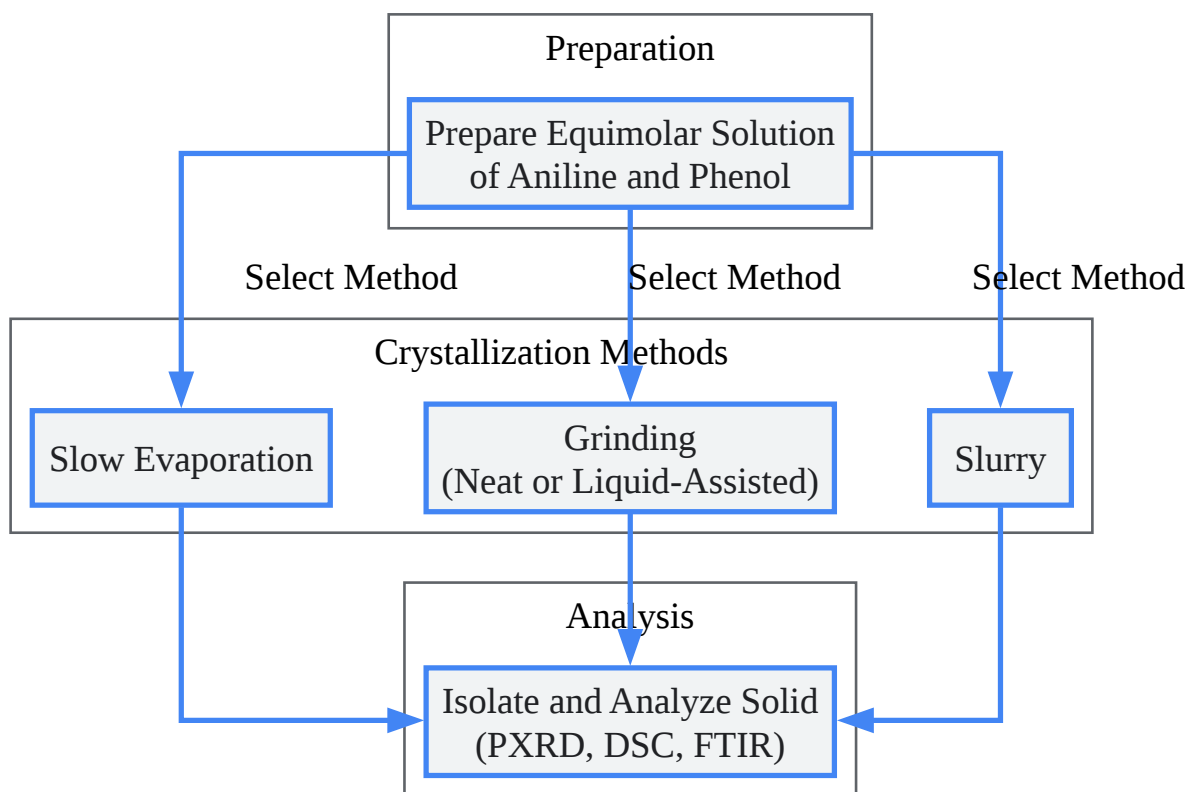 Preparation
Prepare Equimolar Solution
of Aniline and Phenol
Select Method
Select Method
Select Method
Crystallization Methods
Slow Evaporation
Grinding
(Neat or Liquid-Assisted)
Slurry
Analysis
Isolate and Analyze Solid
(PXRD, DSC, FTIR)